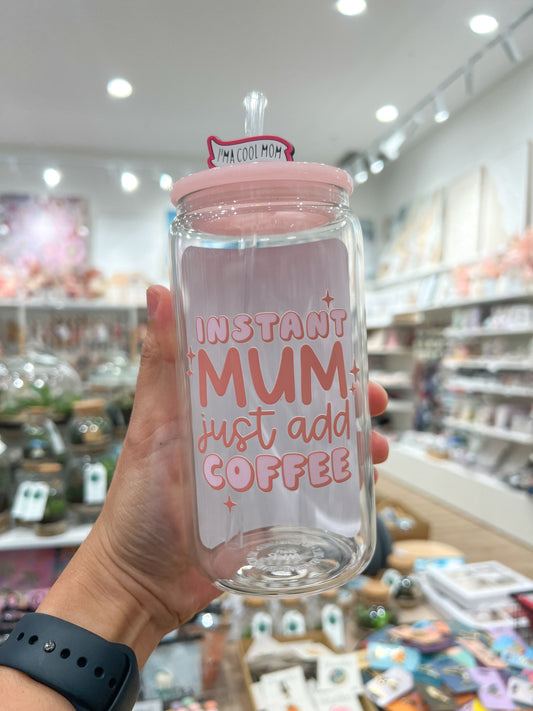 I'M A COOL MOM
INSTANT
MUM
just add
COFFEE